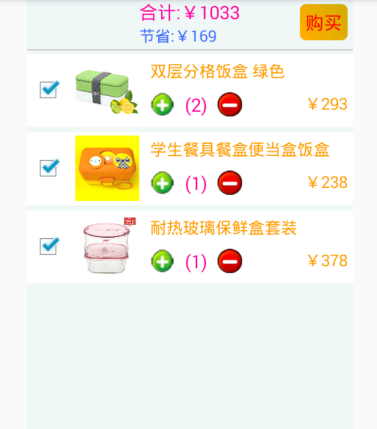 合计:￥1033
节省:￥169
购买
双层分格饭盒 绿色
(2)
￥293
学生餐具餐盒便当盒饭盒
(1)
￥238
耐热玻璃保鲜盒套装
(1)
￥378